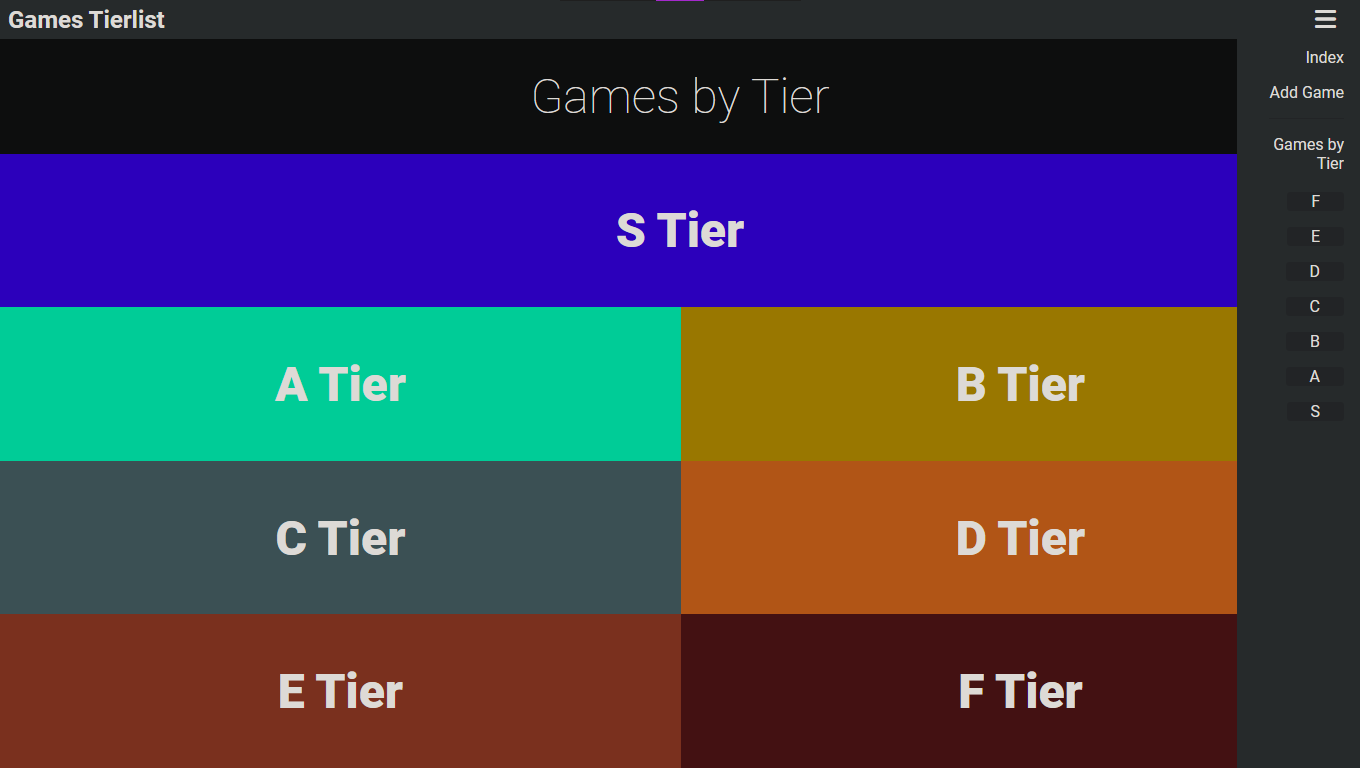 Games Tierlist
Games by Tier
S Tier
A Tier
B Tier
C Tier
D Tier
E Tier
F Tier
Index
Add Game
Games by
Tier
F
E
D
C
B
A
S